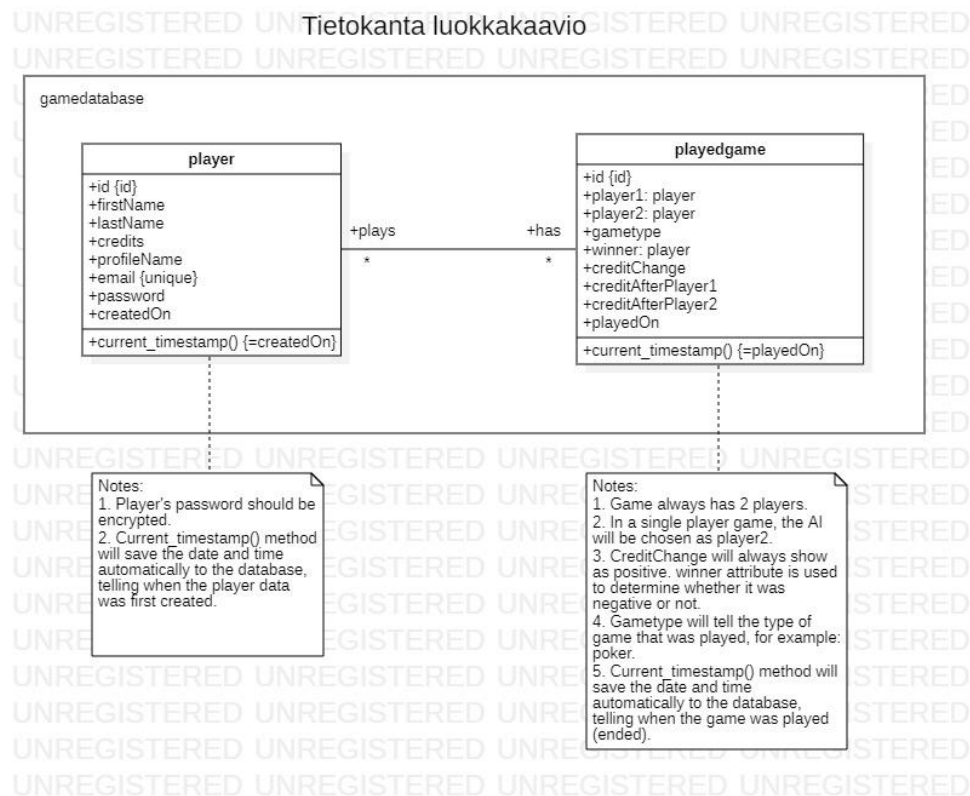 Tietokanta luokkakaavio
gamedatabase
player
+id {id}
+firstName
+lastName
+credits
+profileName
+email {unique}
+password
+createdOn
+current_timestamp() {=createdOn}
+plays
*
+has
*
playedgame
+id {id}
+player1: player
+player2: player
+gametype
+winner: player
+creditChange
+creditAfterPlayer1
+creditAfterPlayer2
+playedOn
+current_timestamp() {=playedOn}
Notes:
1. Player's password should be
encrypted.
2. Current_timestamp() method
will save the date and time
automatically to the database,
telling when the player data
was first created.
Notes:
1. Game always has 2 players.
2. In a single player game, the AI
will be chosen as player2.
3. CreditChange will always show
as positive. winner attribute is used
to determine whether it was
negative or not.
4. Gametype will tell the type of
game that was played, for example:
poker.
5. Current_timestamp() method will
save the date and time
automatically to the database,
telling when the game was played
(ended).
UNREGISTERED UNREGISTERED UNREGISTERED UNREGISTERED